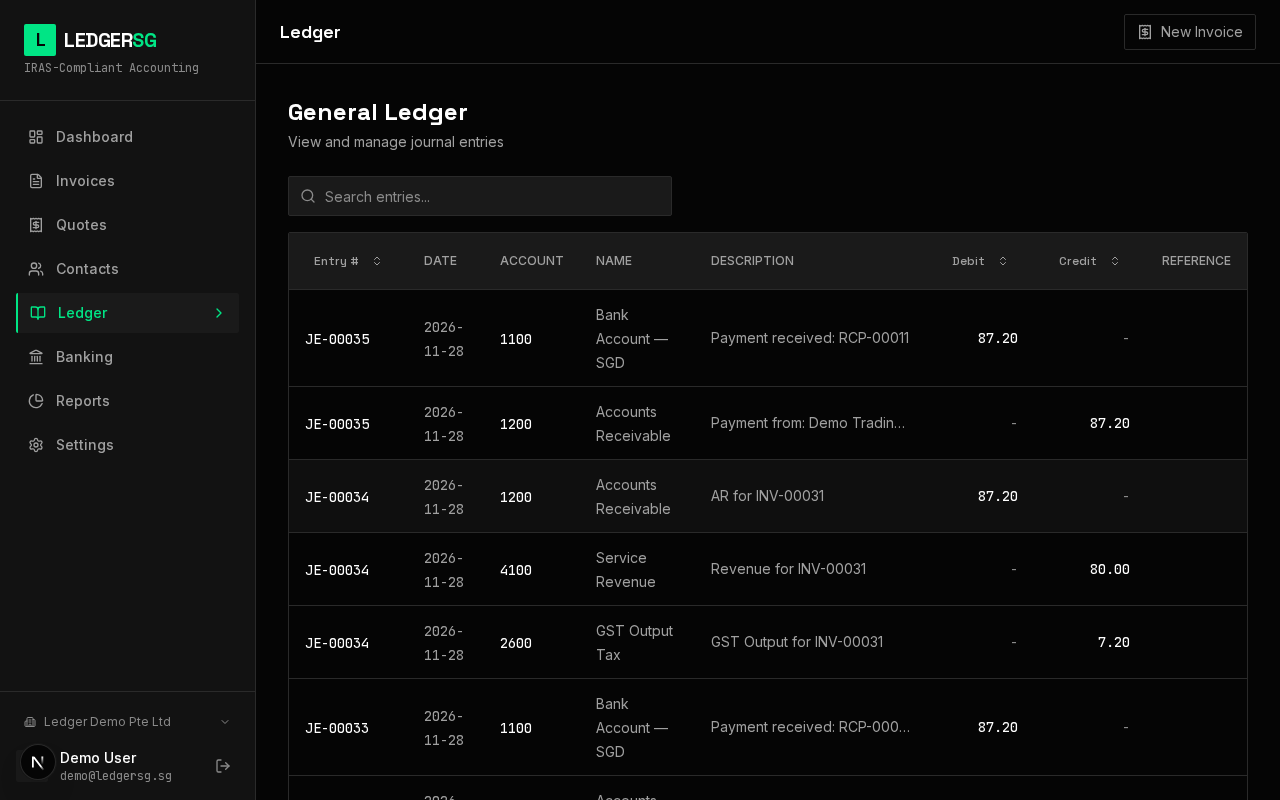 L LEDGERSG
IRAS-Compliant Accounting
Dashboard
Invoices
Quotes
Contacts
Ledger
Banking
Reports
Settings
Ledger Demo Pte Ltd
N
Demo User
demo@ledgersg.sg
Ledger
New Invoice
General Ledger
View and manage journal entries
Search entries...
Entry # DATE ACCOUNT NAME DESCRIPTION Debit Credit REFERENCE
JE-00035 2026-11-28 1100 Bank Account — SGD Payment received: RCP-00011 87.20 -
JE-00035 2026-11-28 1200 Accounts Receivable Payment from: Demo Tradin… - 87.20
JE-00034 2026-11-28 1200 Accounts Receivable AR for INV-00031 87.20 -
JE-00034 2026-11-28 4100 Service Revenue Revenue for INV-00031 - 80.00
JE-00034 2026-11-28 2600 GST Output Tax GST Output for INV-00031 - 7.20
JE-00033 2026-11-28 1100 Bank Account — SGD Payment received: RCP-000… 87.20 -